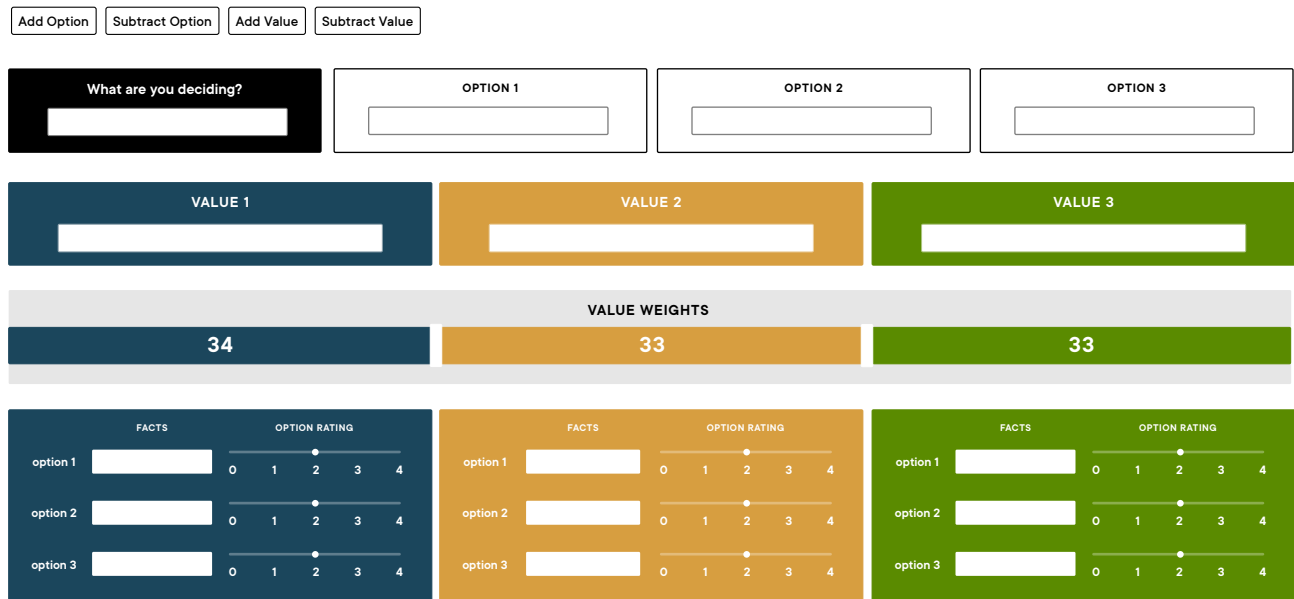 Add Option Subtract Option Add Value Subtract Value
What are you deciding? OPTION 1 OPTION 2 OPTION 3
VALUE 1 VALUE 2 VALUE 3
VALUE WEIGHTS
34 33 33
FACTS OPTION RATING FACTS OPTION RATING FACTS OPTION RATING
option 1 0 1 2 3 4 option 1 0 1 2 3 4 option 1 0 1 2 3 4
option 2 0 1 2 3 4 option 2 0 1 2 3 4 option 2 0 1 2 3 4
option 3 0 1 2 3 4 option 3 0 1 2 3 4 option 3 0 1 2 3 4